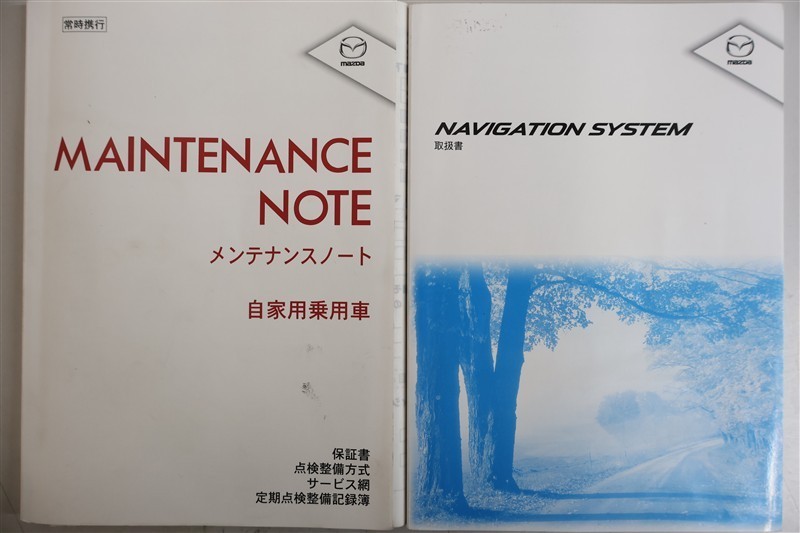 常時携行
mazda
MAINTENANCE
NOTE
メンテナンスノート
自家用乗用車
保証書
点検整備方式
サービス網
定期点検整備記録簿
mazda
NAVIGATION SYSTEM
取扱書